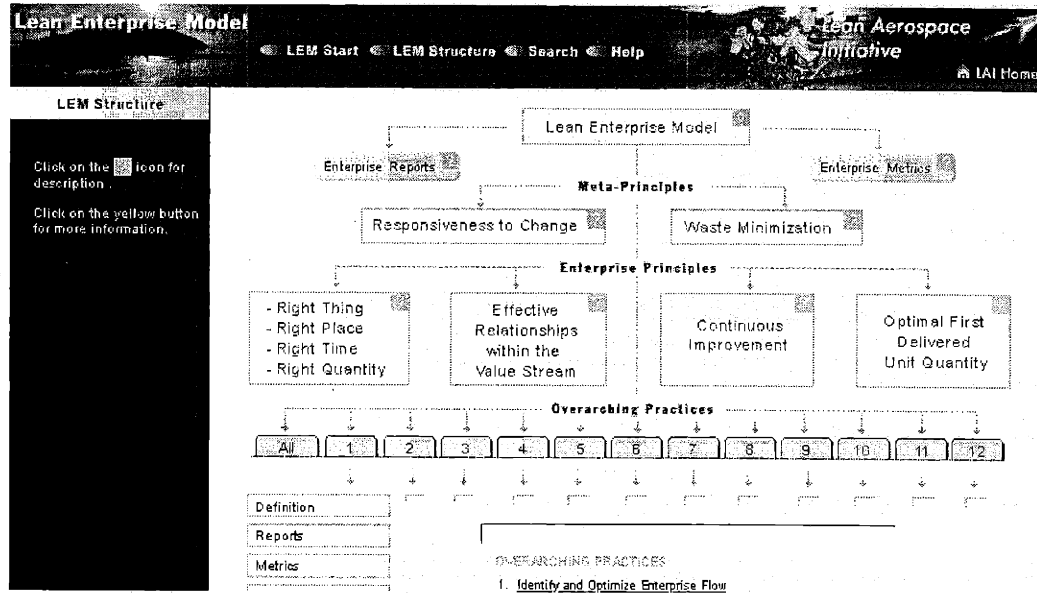 Lean Enterprise Model
LEM Start LEM Structure Search Help
Lean Aerospace
Initiative
LAI Home
LEM Structure
Click on the icon for
description .
Click on the yellow button
for more information.
Lean Enterprise Model
Enterprise Reports
Enterprise Metrics
Meta-Principles
Responsiveness to Change
Waste Minimization
Enterprise Principles
- Right Thing
- Right Place
- Right Time
- Right Quantity
Effective
Relationships
within the
Value Stream
Continuous
Improvement
Optimal First
Delivered
Unit Quantity
Overarching Practices
All 1 2 3 4 5 6 7 8 9 10 11 12
Definition
Reports
Metrics
OVERARCHING PRACTICES
1. Identify and Optimize Enterprise Flow